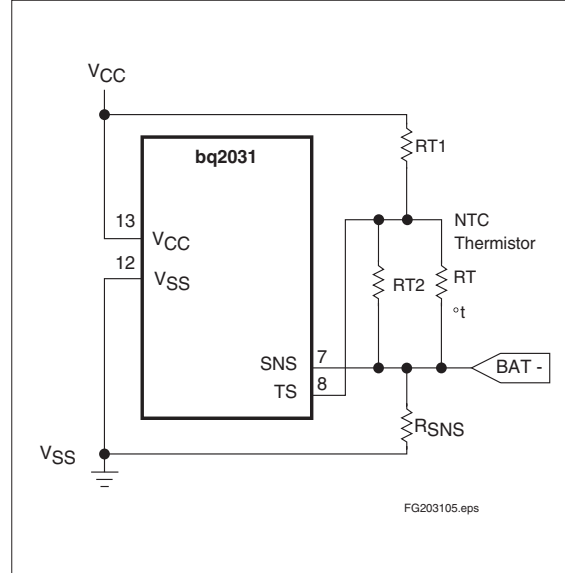 VCC
bq2031
RT1
13
VCC
12
VSS
NTC
Thermistor
RT2
RT
°t
SNS
7
TS
8
BAT -
RSNS
VSS
FG203105.eps